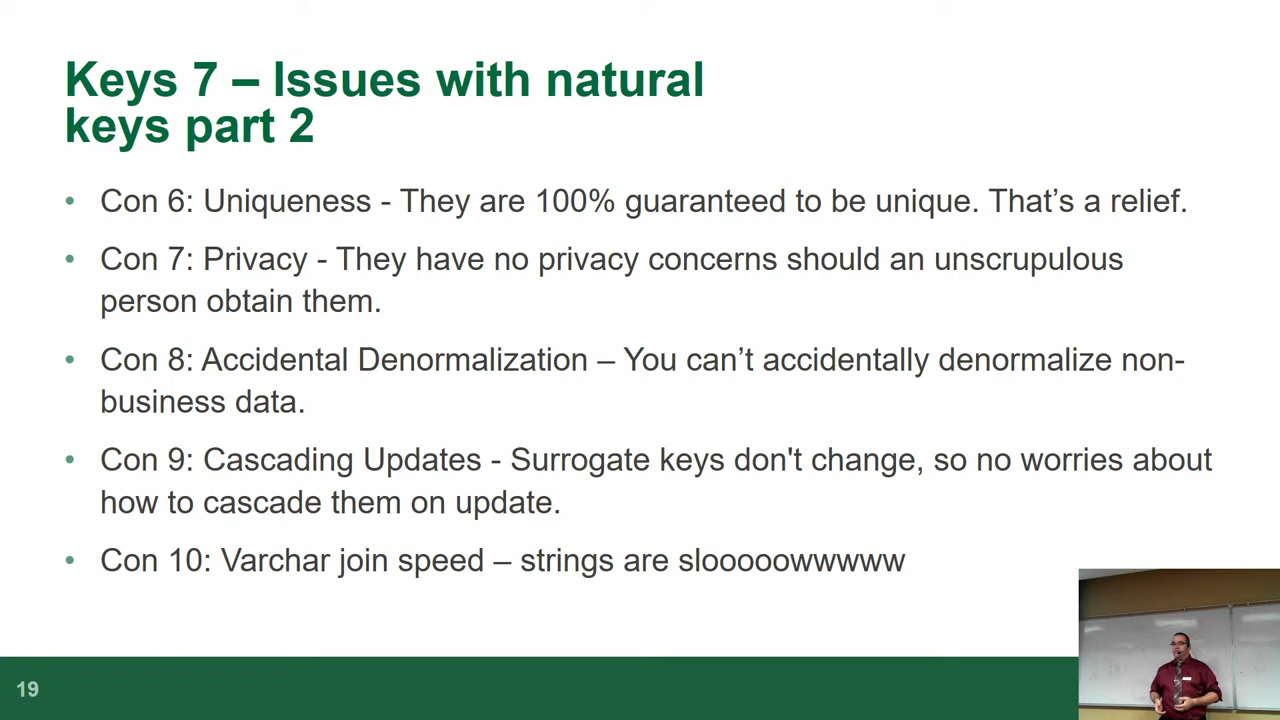 Keys 7 – Issues with natural
keys part 2
• Con 6: Uniqueness - They are 100% guaranteed to be unique. That’s a relief.
• Con 7: Privacy - They have no privacy concerns should an unscrupulous
person obtain them.
• Con 8: Accidental Denormalization – You can’t accidentally denormalize non-
business data.
• Con 9: Cascading Updates - Surrogate keys don't change, so no worries about
how to cascade them on update.
• Con 10: Varchar join speed – strings are slooooowwwww
19